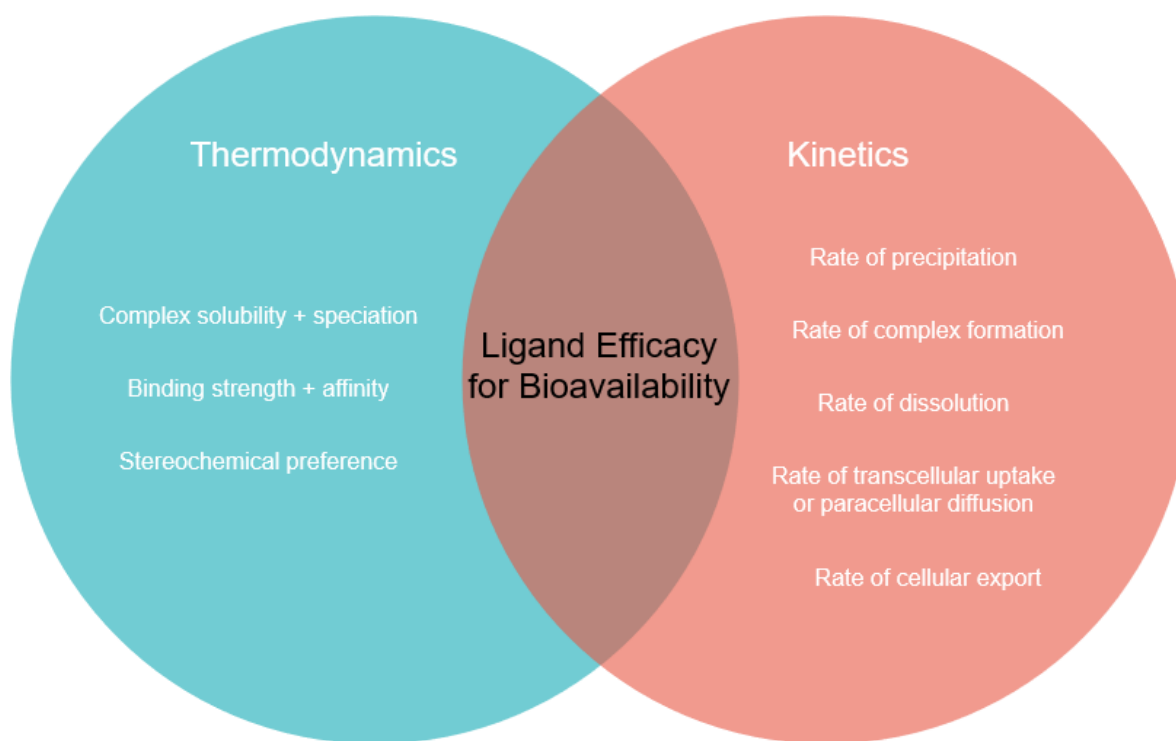 Thermodynamics
Complex solubility + speciation
Binding strength + affinity
Stereochemical preference
Ligand Efficacy
for Bioavailability
Kinetics
Rate of precipitation
Rate of complex formation
Rate of dissolution
Rate of transcellular uptake
or paracellular diffusion
Rate of cellular export